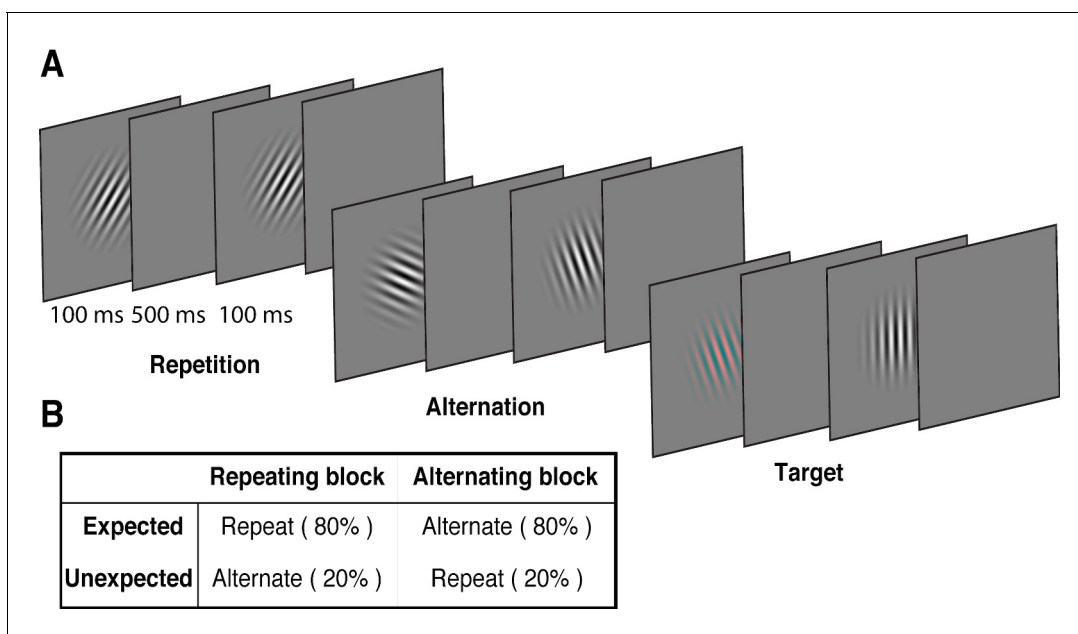 A
100 ms 500 ms 100 ms
Repetition
Alternation
Target
B
Repeating block Alternating block
Expected Repeat ( 80% ) Alternate ( 80% )
Unexpected Alternate ( 20% ) Repeat ( 20% )